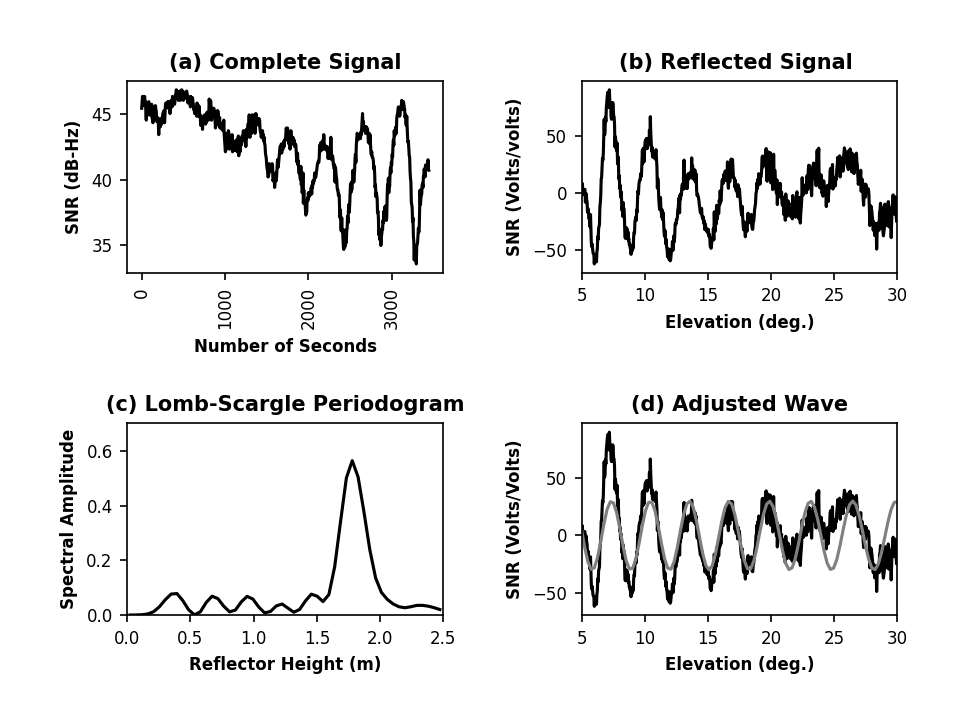 (a) Complete Signal
SNR (dB-Hz)
45
40
35
0
1000
2000
3000
Number of Seconds
(b) Reflected Signal
SNR (Volts/volts)
50
0
−50
5 10 15 20 25 30
Elevation (deg.)
(c) Lomb-Scargle Periodogram
Spectral Amplitude
0.6
0.4
0.2
0.0
0.0 0.5 1.0 1.5 2.0 2.5
Reflector Height (m)
(d) Adjusted Wave
SNR (Volts/Volts)
50
0
−50
5 10 15 20 25 30
Elevation (deg.)